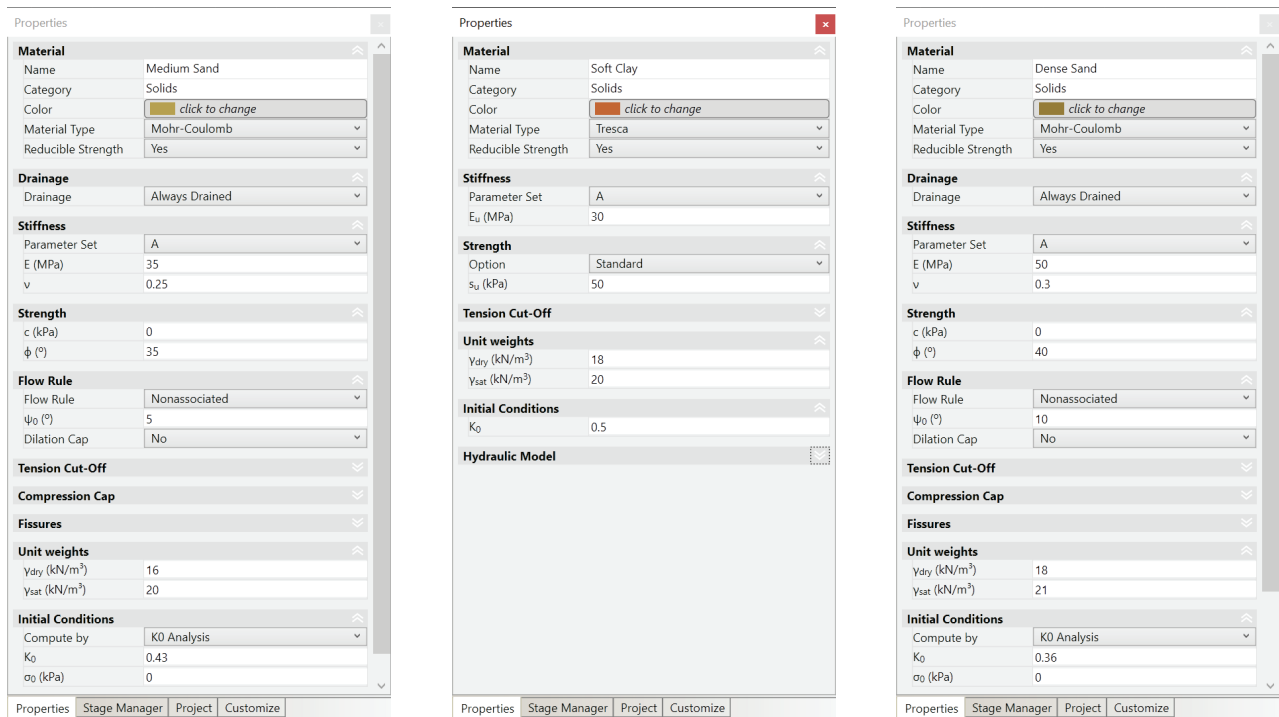 Properties
Material
Name Medium Sand
Category Solids
Color click to change
Material Type Mohr-Coulomb
Reducible Strength Yes
Drainage
Drainage Always Drained
Stiffness
Parameter Set A
E (MPa) 35
ν 0.25
Strength
c (kPa) 0
ϕ (°) 35
Flow Rule
Flow Rule Nonassociated
ψ₀ (°) 5
Dilation Cap No
Tension Cut-Off
Compression Cap
Fissures
Unit weights
γdry (kN/m³) 16
γsat (kN/m³) 20
Initial Conditions
Compute by K0 Analysis
K₀ 0.43
σ₀ (kPa) 0
Properties Stage Manager Project Customize
Properties
Material
Name Soft Clay
Category Solids
Color click to change
Material Type Tresca
Reducible Strength Yes
Stiffness
Parameter Set A
Eᵤ (MPa) 30
Strength
Option Standard
sᵤ (kPa) 50
Tension Cut-Off
Unit weights
γdry (kN/m³) 18
γsat (kN/m³) 20
Initial Conditions
K₀ 0.5
Hydraulic Model
Properties Stage Manager Project Customize
Properties
Material
Name Dense Sand
Category Solids
Color click to change
Material Type Mohr-Coulomb
Reducible Strength Yes
Drainage
Drainage Always Drained
Stiffness
Parameter Set A
E (MPa) 50
ν 0.3
Strength
c (kPa) 0
ϕ (°) 40
Flow Rule
Flow Rule Nonassociated
ψ₀ (°) 10
Dilation Cap No
Tension Cut-Off
Compression Cap
Fissures
Unit weights
γdry (kN/m³) 18
γsat (kN/m³) 21
Initial Conditions
Compute by K0 Analysis
K₀ 0.36
σ₀ (kPa) 0
Properties Stage Manager Project Customize